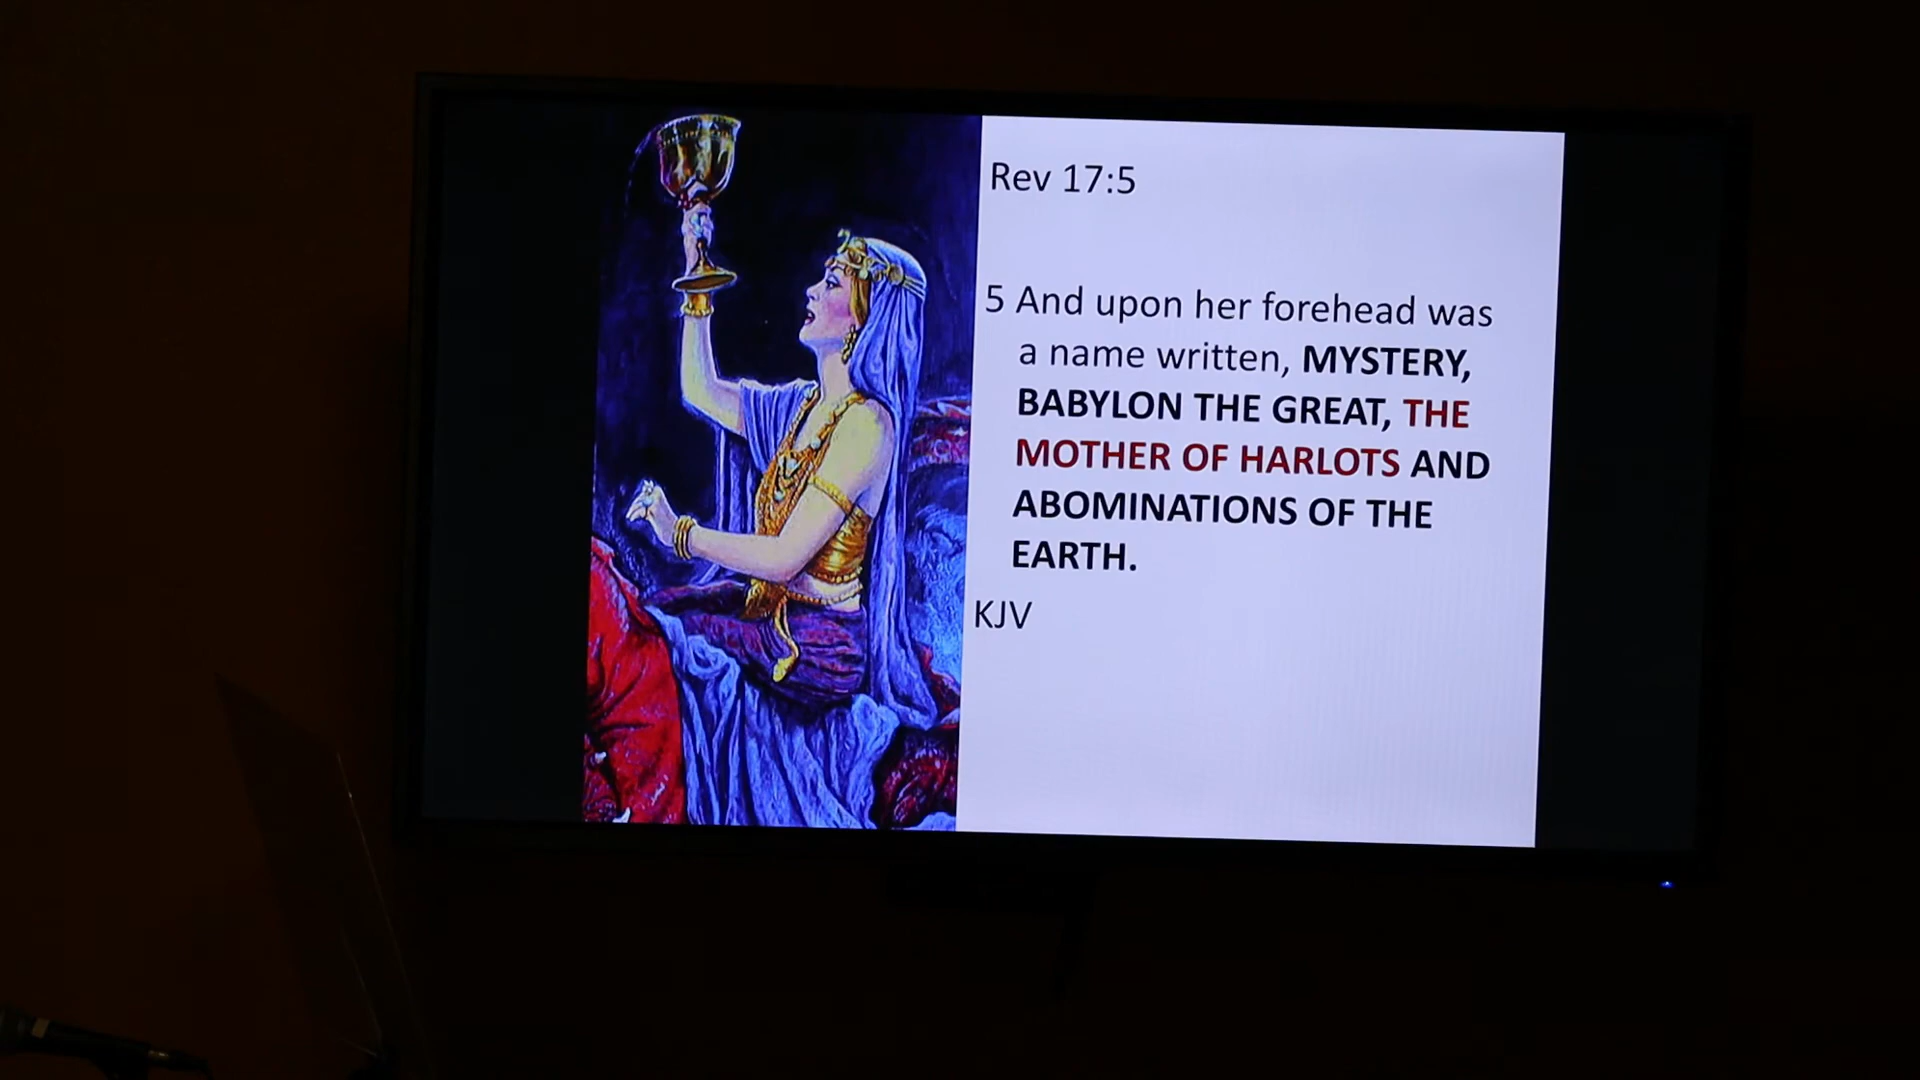 Rev 17:5
5 And upon her forehead was
a name written, MYSTERY,
BABYLON THE GREAT, THE
MOTHER OF HARLOTS AND
ABOMINATIONS OF THE
EARTH.
KJV